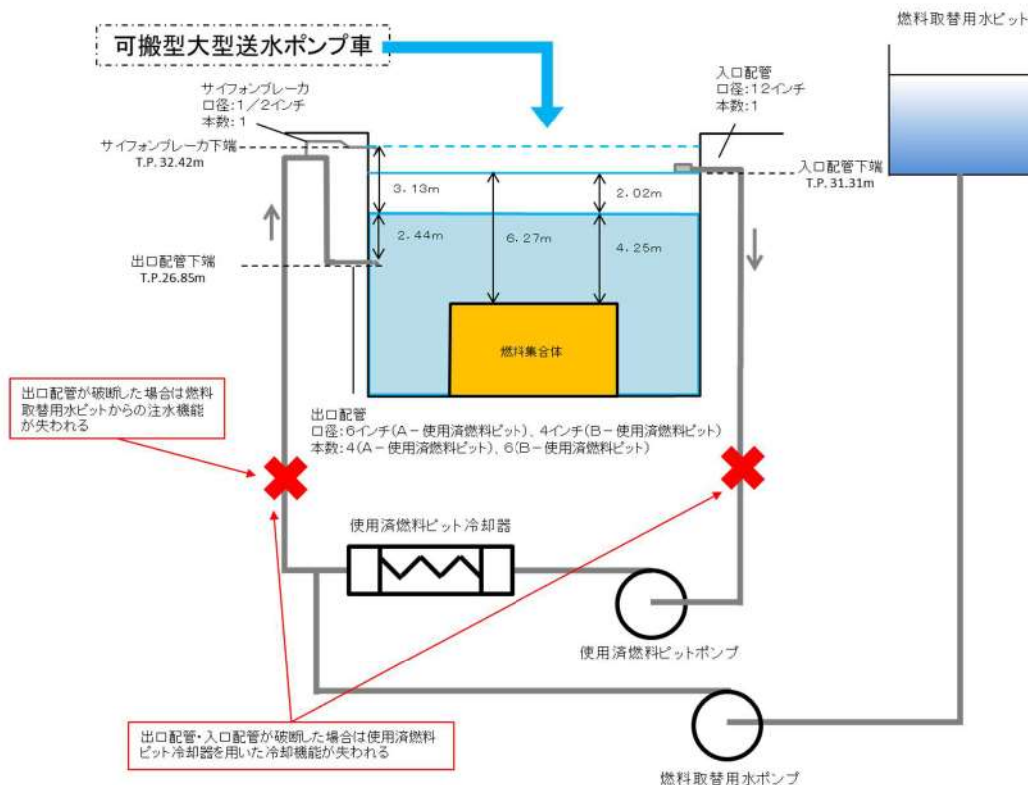 燃料取替用水ピット
可搬型大型送水ポンプ車
サイフォンブレーカ
口径:1/2インチ
本数:1
入口配管
口径:12インチ
本数:1
サイフォンブレーカ下端
T.P. 32.42m
入口配管下端
T.P. 31.31m
3.13m
2.02m
2.44m
6.27m
4.25m
出口配管下端
T.P.26.85m
燃料集合体
出口配管が破断した場合は燃料
取替用水ピットからの注水機能
が失われる
出口配管
口径:6インチ(A-使用済燃料ピット)、4インチ(B-使用済燃料ピット)
本数:4(A-使用済燃料ピット)、6(B-使用済燃料ピット)
使用済燃料ピット冷却器
使用済燃料ピットポンプ
出口配管・入口配管が破断した場合は使用済燃料
ピット冷却器を用いた冷却機能が失われる
燃料取替用水ポンプ